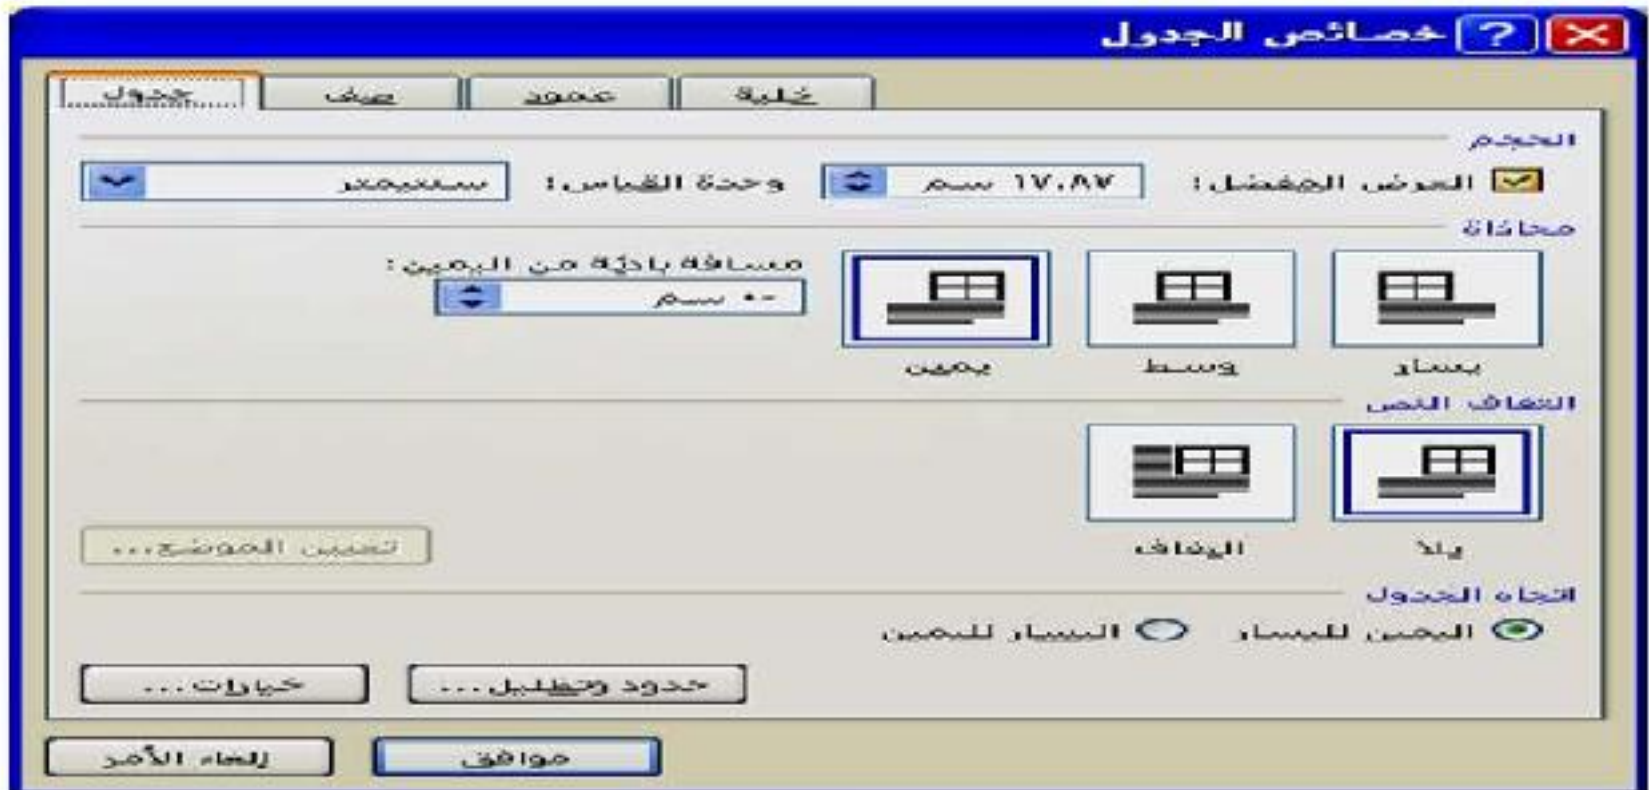 خصائص الجدول
جدول صف عمود خلية
الحجم
العرض المفضل: ١٧.٨٧ سم وحدة القياس: سنتيمتر
محاذاة
مسافة بادئة من اليمين:
٠- سم
يسار وسط يمين
التفاف النص
بلا التفاف
تعيين الموضع...
اتجاه الجدول
اليمين لليسار اليسار لليمين
حدود وتظليل... خيارات...
موافق إلغاء الأمر